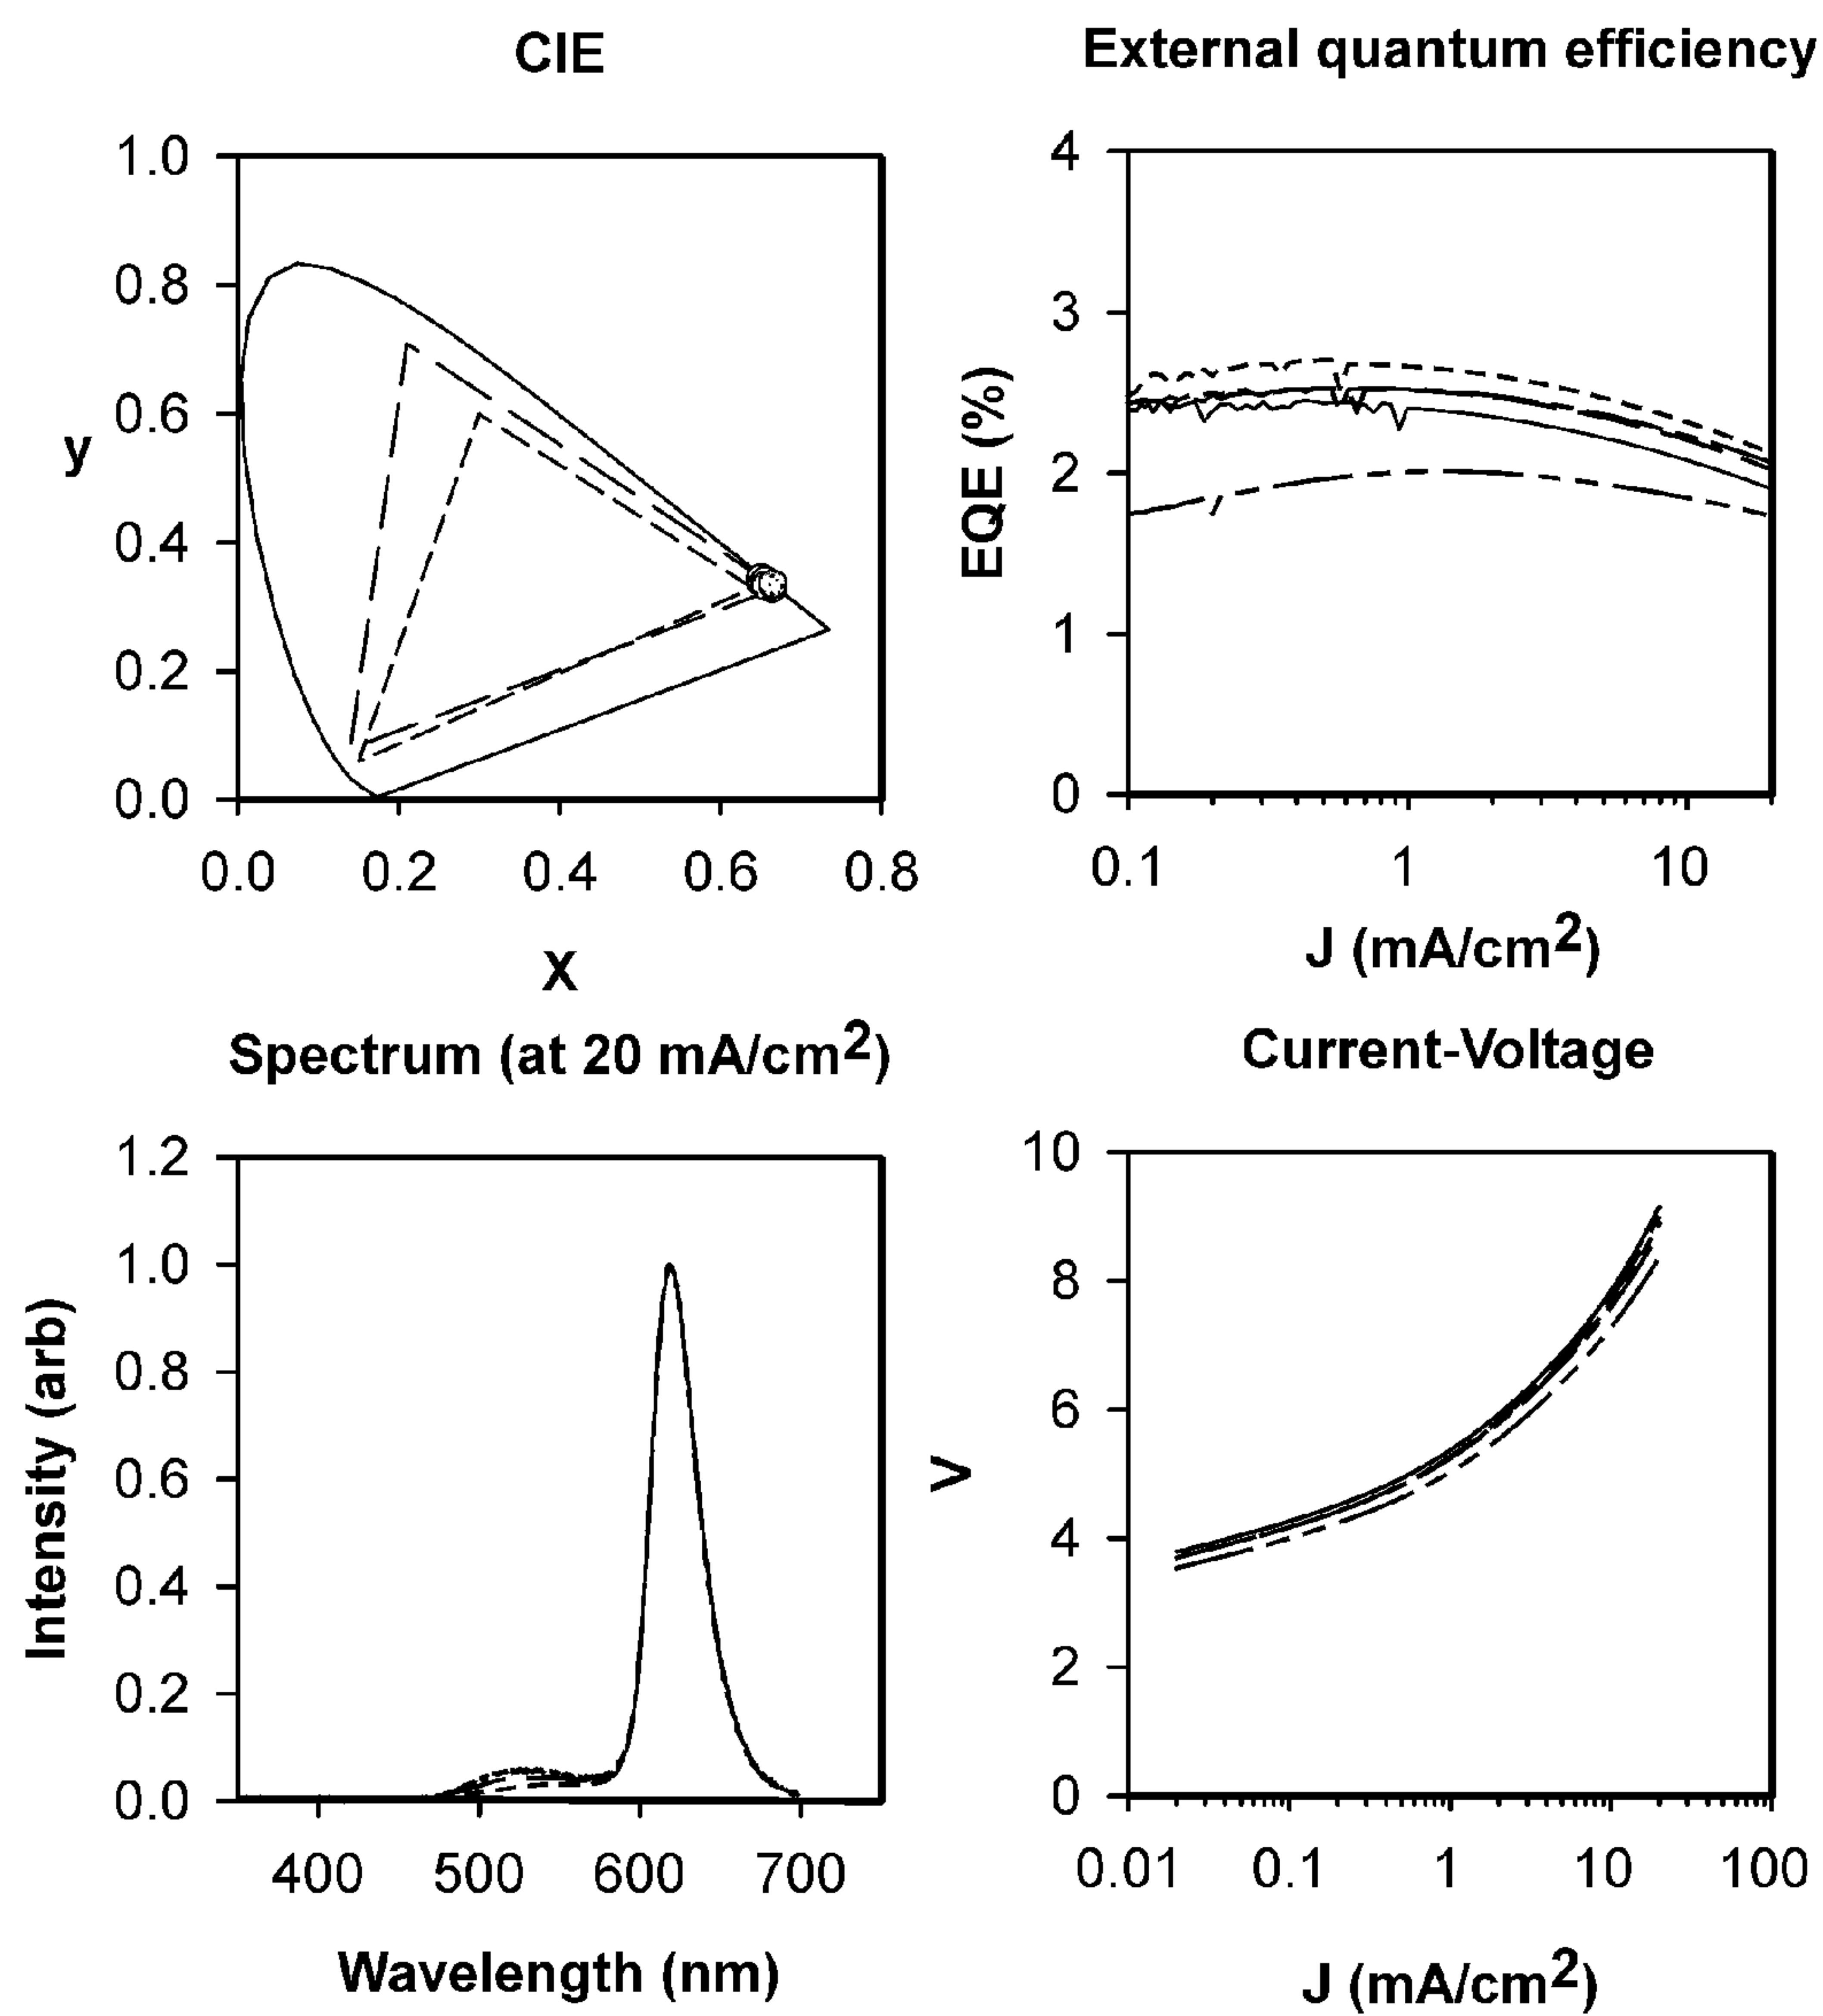 CIE
1.0
0.8
0.6
0.4
0.2
0.0
y
0.0 0.2 0.4 0.6 0.8
X
External quantum efficiency
4
3
2
1
0
EQE (%)
0.1 1 10
J (mA/cm2)
Spectrum (at 20 mA/cm2)
1.2
1.0
0.8
0.6
0.4
0.2
0.0
Intensity (arb)
400 500 600 700
Wavelength (nm)
Current-Voltage
10
8
6
4
2
0
V
0.01 0.1 1 10 100
J (mA/cm2)